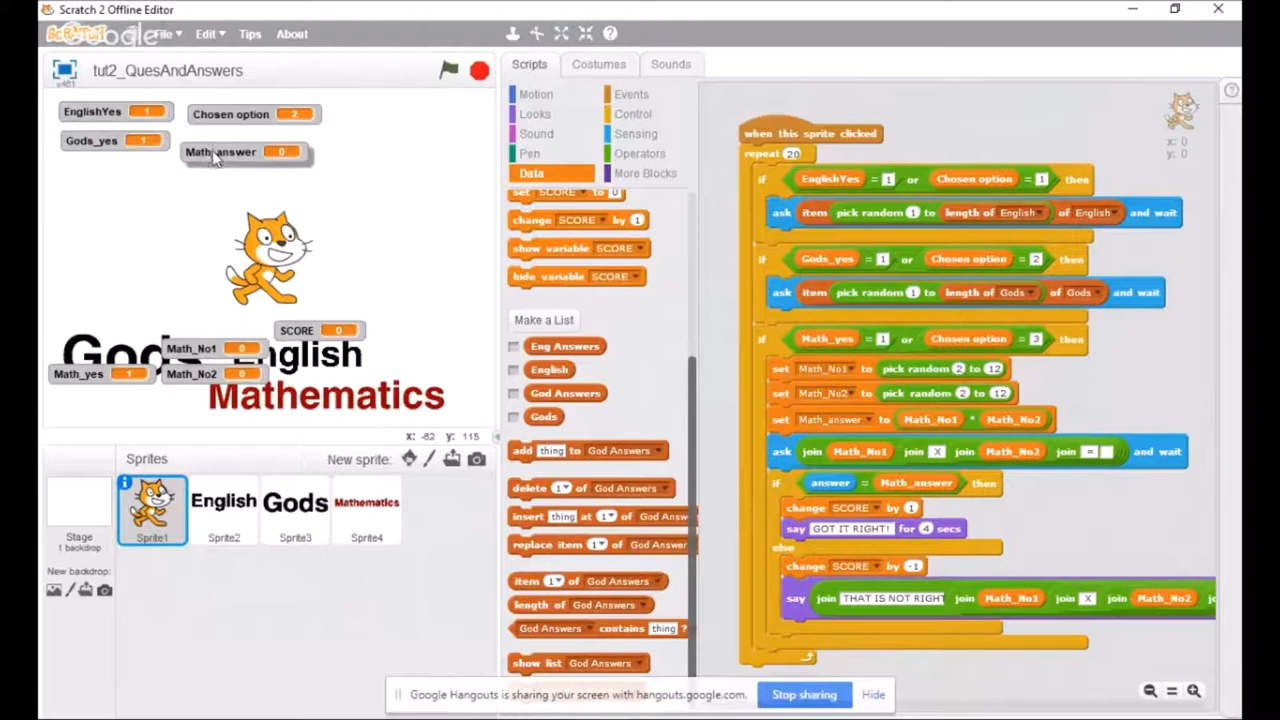 Scratch 2 Offline Editor
SCRATCH Google File Edit Tips About
v461
tut2_QuesAndAnswers
EnglishYes 1
Chosen option 2
Gods_yes 1
Math_answer 0
SCORE 0
Math_No1 0
Gods English
Math_yes 1
Math_No2 0
Mathematics
x: -62 y: 115
Sprites
New sprite:
Stage
1 backdrop
New backdrop:
English Gods Mathematics
Sprite1 Sprite2 Sprite3 Sprite4
Scripts Costumes Sounds
Motion Events
Looks Control
Sound Sensing
Pen Operators
Data More Blocks
set SCORE to 0
change SCORE by 1
show variable SCORE
hide variable SCORE
Make a List
Eng Answers
English
God Answers
Gods
add thing to God Answers
delete 1 of God Answers
insert thing at 1 of God Answ
replace item 1 of God Answ
item 1 of God Answers
length of God Answers
God Answers contains thing ?
show list God Answers
x: 0
y: 0
when this sprite clicked
repeat 20
if EnglishYes = 1 or Chosen option = 1 then
ask item pick random 1 to length of English of English and wait
if Gods_yes = 1 or Chosen option = 2 then
ask item pick random 1 to length of Gods of Gods and wait
if Math_yes = 1 or Chosen option = 3 then
set Math_No1 to pick random 2 to 12
set Math_No2 to pick random 2 to 12
set Math_answer to Math_No1 * Math_No2
ask join Math_No1 join X join Math_No2 join = and wait
if answer = Math_answer then
change SCORE by 1
say GOT IT RIGHT! for 4 secs
else
change SCORE by -1
say join THAT IS NOT RIGHT join Math_No1 join X join Math_No2 jo
Google Hangouts is sharing your screen with hangouts.google.com.
Stop sharing
Hide